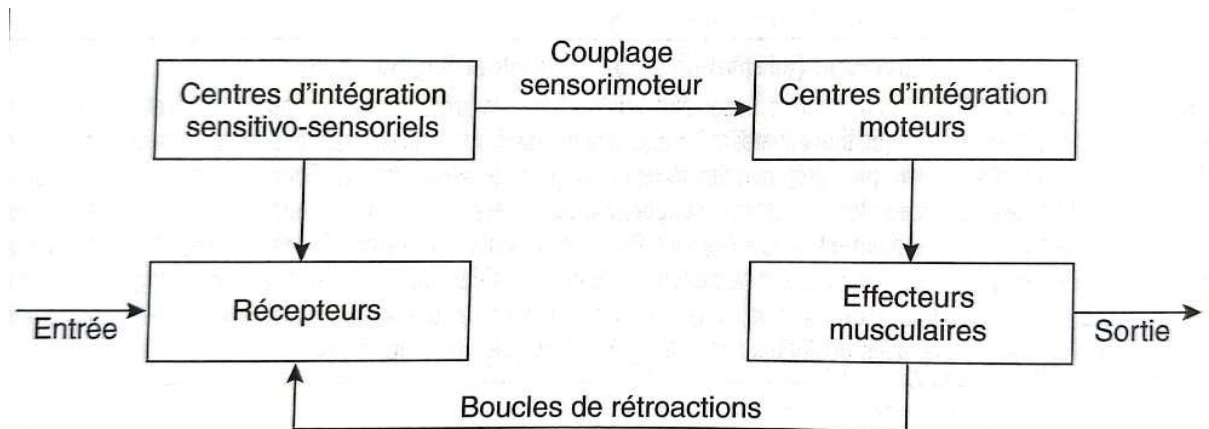 Couplage
sensorimoteur
Centres d'intégration
sensitivo-sensoriels
Centres d'intégration
moteurs
Entrée
Récepteurs
Effecteurs
musculaires
Sortie
Boucles de rétroactions